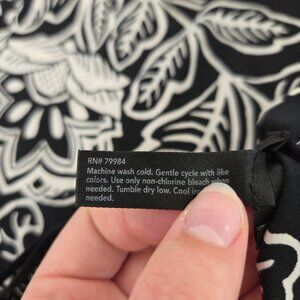 RN# 79984
Machine wash cold. Gentle cycle with like
colors. Use only non-chlorine bleach when
needed. Tumble dry low. Cool iron
needed.